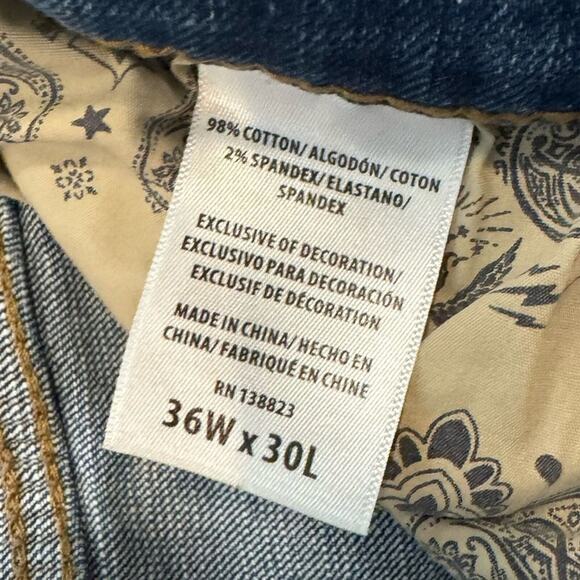 98% COTTON/ ALGODÓN/ COTON
2% SPANDEX/ ELASTANO/
SPANDEX
EXCLUSIVE OF DECORATION/
EXCLUSIVO PARA DECORACIÓN
EXCLUSIF DE DÉCORATION
MADE IN CHINA/ HECHO EN
CHINA/ FABRIQUÉ EN CHINE
RN 138823
36W x 30L